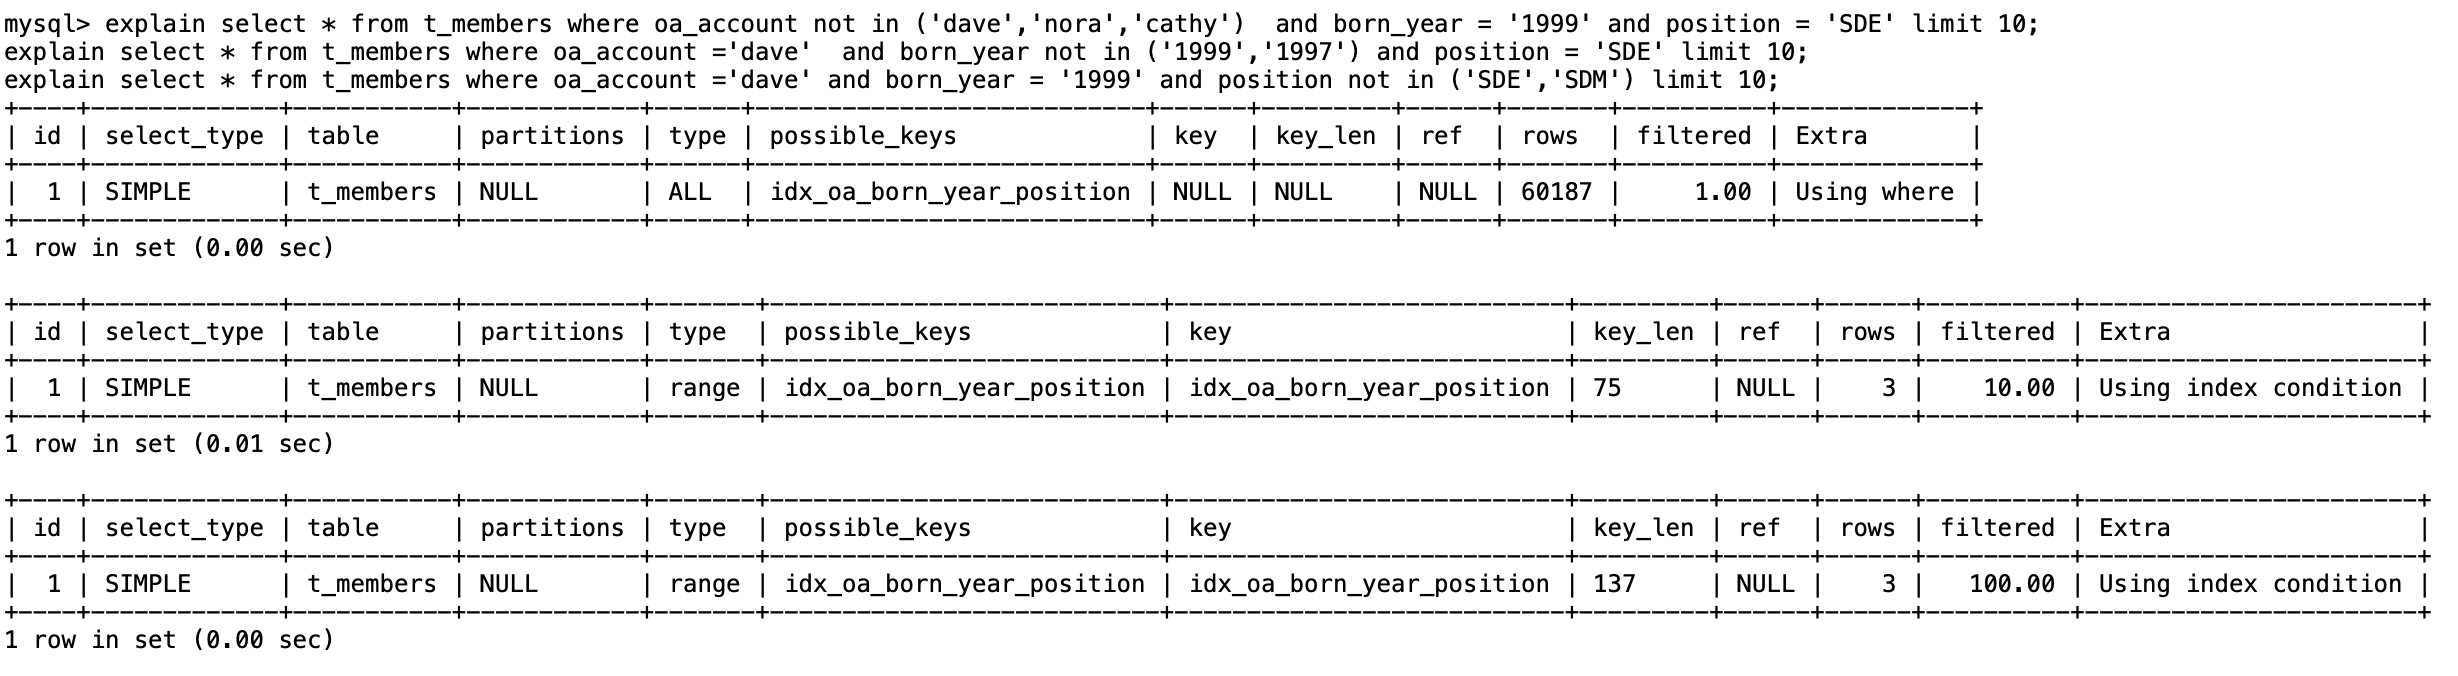 mysql> explain select * from t_members where oa_account not in ('dave','nora','cathy')  and born_year = '1999' and position = 'SDE' limit 10;
explain select * from t_members where oa_account ='dave'  and born_year not in ('1999','1997') and position = 'SDE' limit 10;
explain select * from t_members where oa_account ='dave' and born_year = '1999' and position not in ('SDE','SDM') limit 10;
+----+-------------+-----------+------------+------+--------------------------+------+---------+------+-------+----------+-------------+
| id | select_type | table     | partitions | type | possible_keys             | key  | key_len | ref  | rows  | filtered | Extra       |
+----+-------------+-----------+------------+------+--------------------------+------+---------+------+-------+----------+-------------+
|  1 | SIMPLE      | t_members | NULL       | ALL  | idx_oa_born_year_position | NULL | NULL    | NULL | 60187 |     1.00 | Using where |
+----+-------------+-----------+------------+------+--------------------------+------+---------+------+-------+----------+-------------+
1 row in set (0.00 sec)

+----+-------------+-----------+------------+-------+---------------------------+---------------------------+---------+------+------+----------+-----------------------+
| id | select_type | table     | partitions | type  | possible_keys             | key                       | key_len | ref  | rows | filtered | Extra                 |
+----+-------------+-----------+------------+-------+---------------------------+---------------------------+---------+------+------+----------+-----------------------+
|  1 | SIMPLE      | t_members | NULL       | range | idx_oa_born_year_position | idx_oa_born_year_position | 75      | NULL |    3 |    10.00 | Using index condition |
+----+-------------+-----------+------------+-------+---------------------------+---------------------------+---------+------+------+----------+-----------------------+
1 row in set (0.01 sec)

+----+-------------+-----------+------------+-------+---------------------------+---------------------------+---------+------+------+----------+-----------------------+
| id | select_type | table     | partitions | type  | possible_keys             | key                       | key_len | ref  | rows | filtered | Extra                 |
+----+-------------+-----------+------------+-------+---------------------------+---------------------------+---------+------+------+----------+-----------------------+
|  1 | SIMPLE      | t_members | NULL       | range | idx_oa_born_year_position | idx_oa_born_year_position | 137     | NULL |    3 |   100.00 | Using index condition |
+----+-------------+-----------+------------+-------+---------------------------+---------------------------+---------+------+------+----------+-----------------------+
1 row in set (0.00 sec)